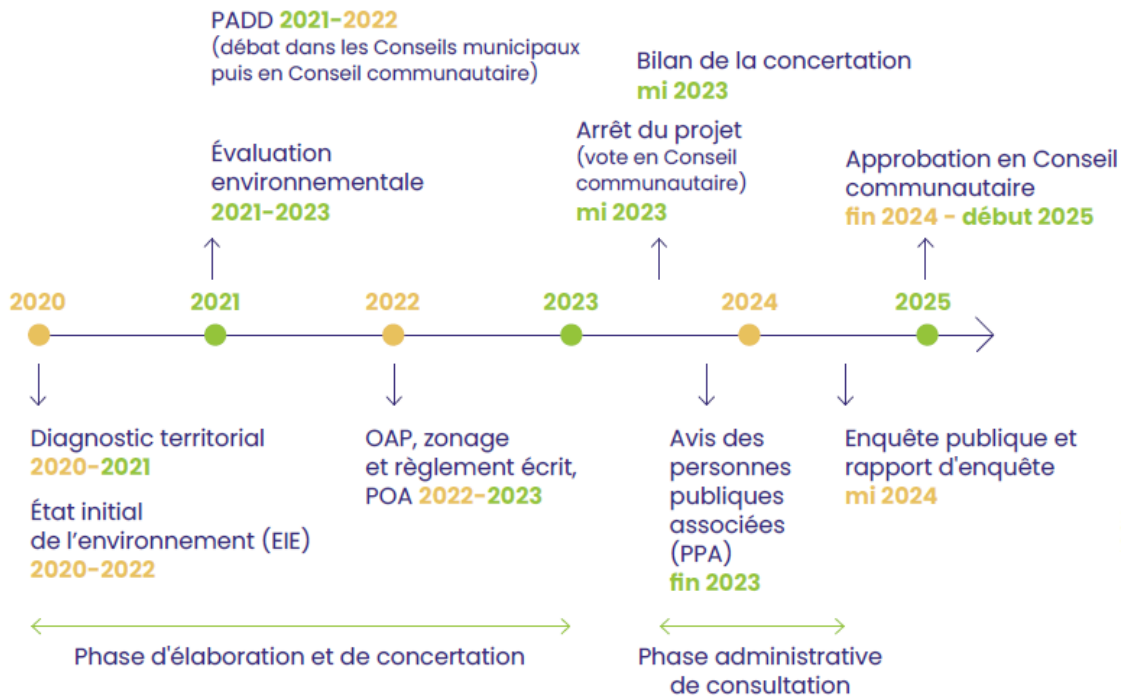 PADD 2021-2022
(débat dans les Conseils municipaux
puis en Conseil communautaire)
Bilan de la concertation
mi 2023
Évaluation
environnementale
2021-2023
Arrêt du projet
(vote en Conseil
communautaire)
mi 2023
Approbation en Conseil
communautaire
fin 2024 - début 2025
2020
2021
2022
2023
2024
2025
Diagnostic territorial
2020-2021
État initial
de l’environnement (EIE)
2020-2022
OAP, zonage
et règlement écrit,
POA 2022-2023
Avis des
personnes
publiques
associées
(PPA)
fin 2023
Enquête publique et
rapport d'enquête
mi 2024
Phase d'élaboration et de concertation
Phase administrative
de consultation